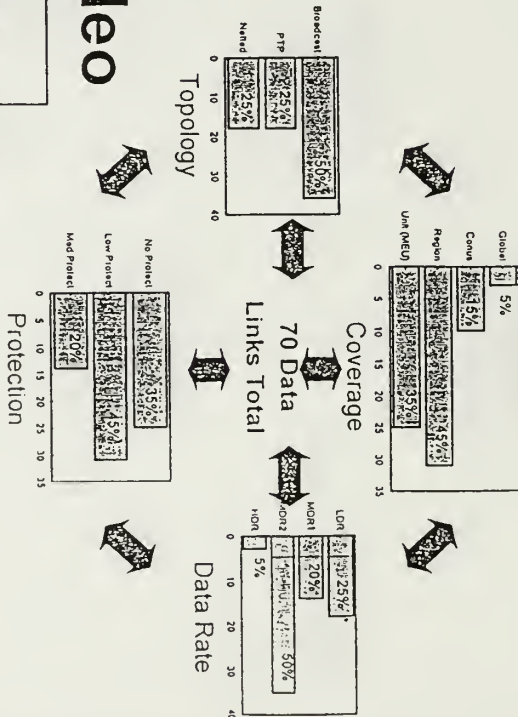 leo
Topology
Broadcast
50%
PTP
25%
Netted
25%
0
10
20
30
40
Coverage
Global
5%
Conus
15%
Region
45%
Unit (MEU)
35%
0
5
10
15
20
25
30
35
70 Data
Links Total
Protection
No Protect
35%
Low Protect
45%
Med Protect
20%
0
5
10
15
20
25
30
35
Data Rate
LDR
25%
MDR1
20%
MDR2
50%
HDR
5%
0
10
20
30
40